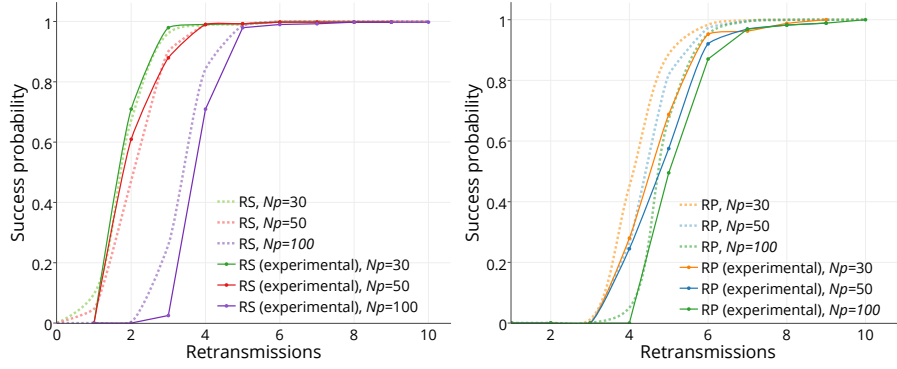 Success probability
1
0.8
0.6
0.4
0.2
0
0 2 4 6 8 10
Retransmissions
RS, Np=30
RS, Np=50
RS, Np=100
RS (experimental), Np=30
RS (experimental), Np=50
RS (experimental), Np=100
Success probability
1
0.8
0.6
0.4
0.2
0
2 4 6 8 10
Retransmissions
RP, Np=30
RP, Np=50
RP, Np=100
RP (experimental), Np=30
RP (experimental), Np=50
RP (experimental), Np=100